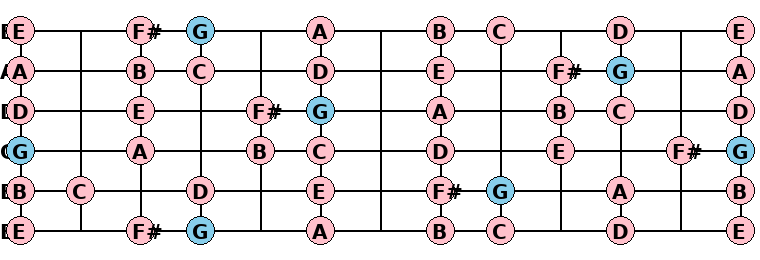 E F# G A B C D E
A B C D E F# G A
D E F# G A B C D
G A B C D E F# G
B C D E F# G A B
E F# G A B C D E